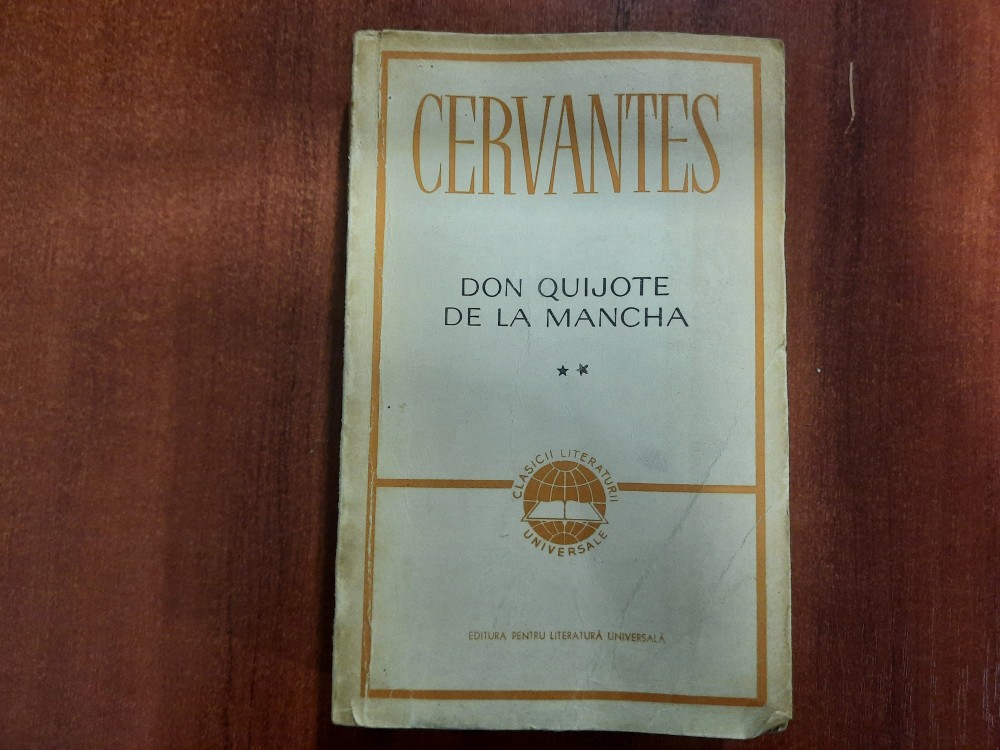 CERVANTES
DON QUIJOTE
DE LA MANCHA
★ ★
CLASICII LITERATURII
UNIVERSALE
EDITURA PENTRU LITERATURĂ UNIVERSALĂ